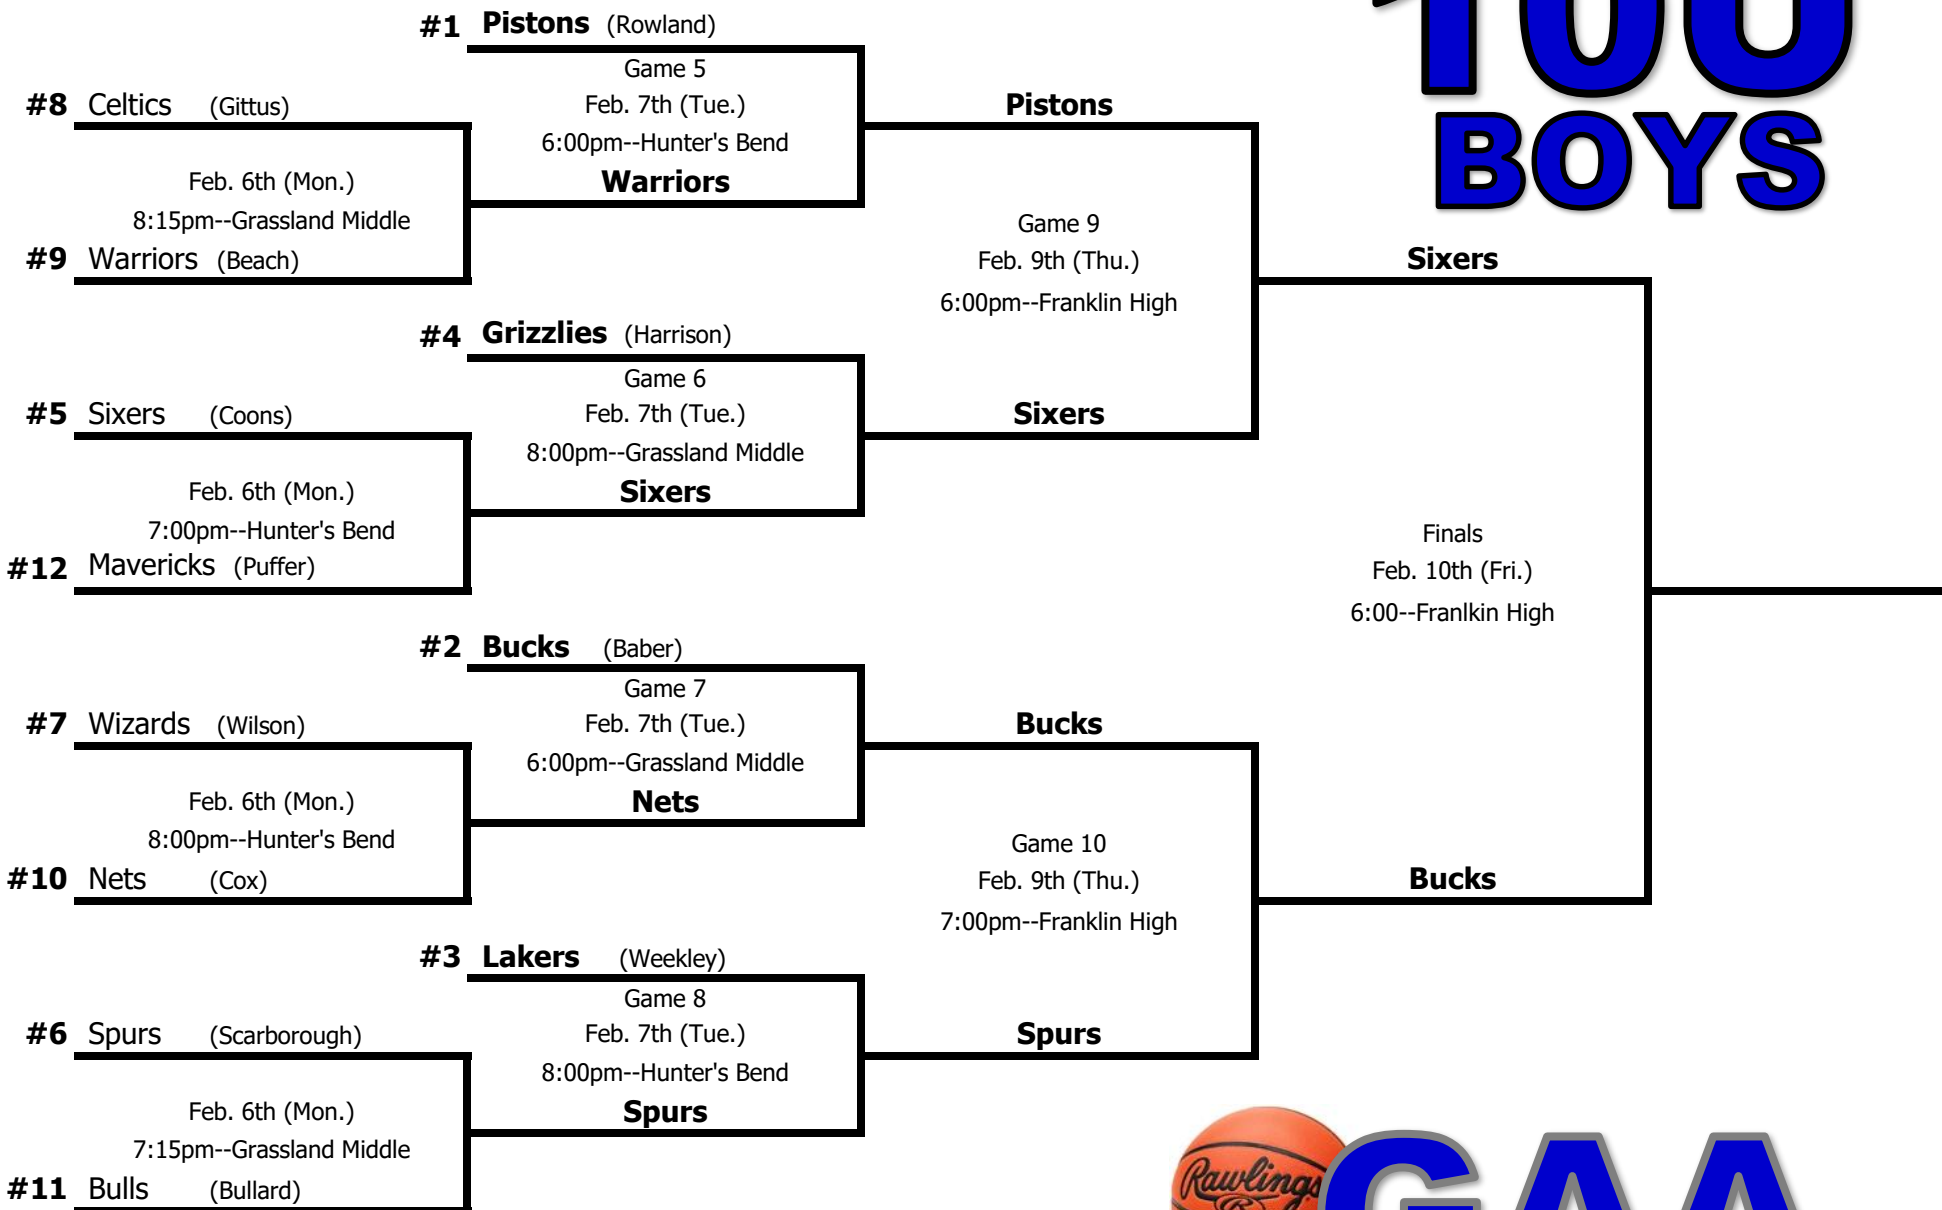 #1 Pistons (Rowland)
Game 5
#8 Celtics (Gittus)
Feb. 7th (Tue.)
Pistons
6:00pm--Hunter's Bend
Feb. 6th (Mon.)
Warriors
8:15pm--Grassland Middle
#9 Warriors (Beach)
10U
BOYS
Game 9
Feb. 9th (Thu.)
6:00pm--Franklin High
Sixers
#4 Grizzlies (Harrison)
Game 6
#5 Sixers (Coons)
Feb. 7th (Tue.)
Sixers
8:00pm--Grassland Middle
Feb. 6th (Mon.)
Sixers
7:00pm--Hunter's Bend
#12 Mavericks (Puffer)
Finals
Feb. 10th (Fri.)
6:00--Franlkin High
#2 Bucks (Baber)
Game 7
#7 Wizards (Wilson)
Feb. 7th (Tue.)
Bucks
6:00pm--Grassland Middle
Feb. 6th (Mon.)
Nets
8:00pm--Hunter's Bend
#10 Nets (Cox)
Game 10
Feb. 9th (Thu.)
7:00pm--Franklin High
Bucks
#3 Lakers (Weekley)
Game 8
#6 Spurs (Scarborough)
Feb. 7th (Tue.)
Spurs
8:00pm--Hunter's Bend
Feb. 6th (Mon.)
Spurs
7:15pm--Grassland Middle
#11 Bulls (Bullard)
Rawlings
R
GAA